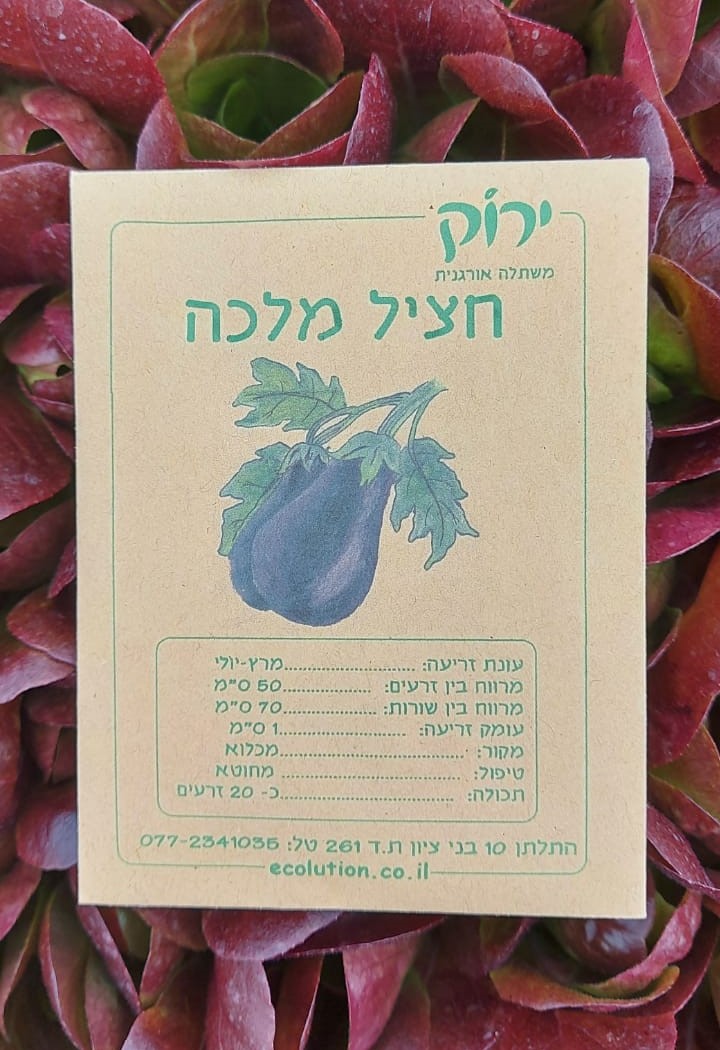 ירוק
משתלה אורגנית
חציל מלכה
עונת זריעה: ........................מרץ-יולי
מרווח בין זרעים: ................50 ס"מ
מרווח בין שורות: ................70 ס"מ
עומק זריעה: ........................1 ס"מ
מקור: ..................................מכלוא
טיפול: .................................מחוטא
תכולה: ................................כ- 20 זרעים
התלתן 10 בני ציון ת.ד 261 טל: 077-2341035
ecolution.co.il